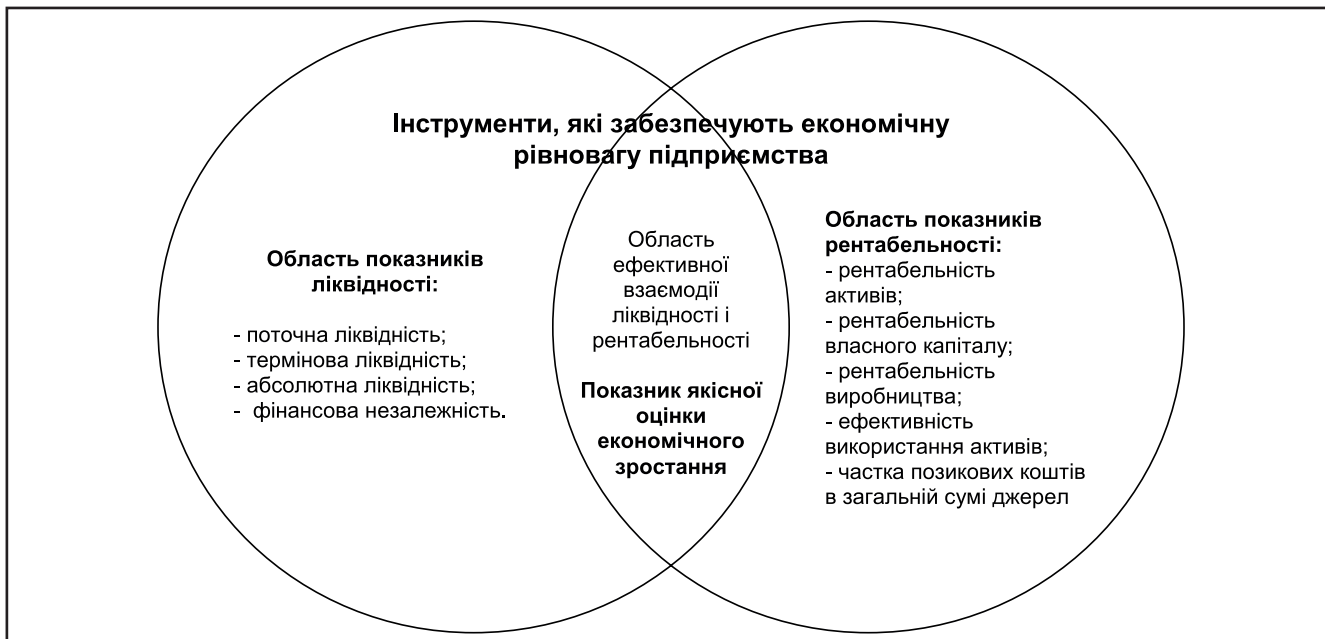 Інструменти, які забезпечують економічну
рівновагу підприємства
Область показників
ліквідності:
- поточна ліквідність;
- термінова ліквідність;
- абсолютна ліквідність;
- фінансова незалежність.
Область
ефективної
взаємодії
ліквідності і
рентабельності
Показник якісної
оцінки
економічного
зростання
Область показників
рентабельності:
- рентабельність
активів;
- рентабельність
власного капіталу;
- рентабельність
виробництва;
- ефективність
використання активів;
- частка позикових коштів
в загальній сумі джерел